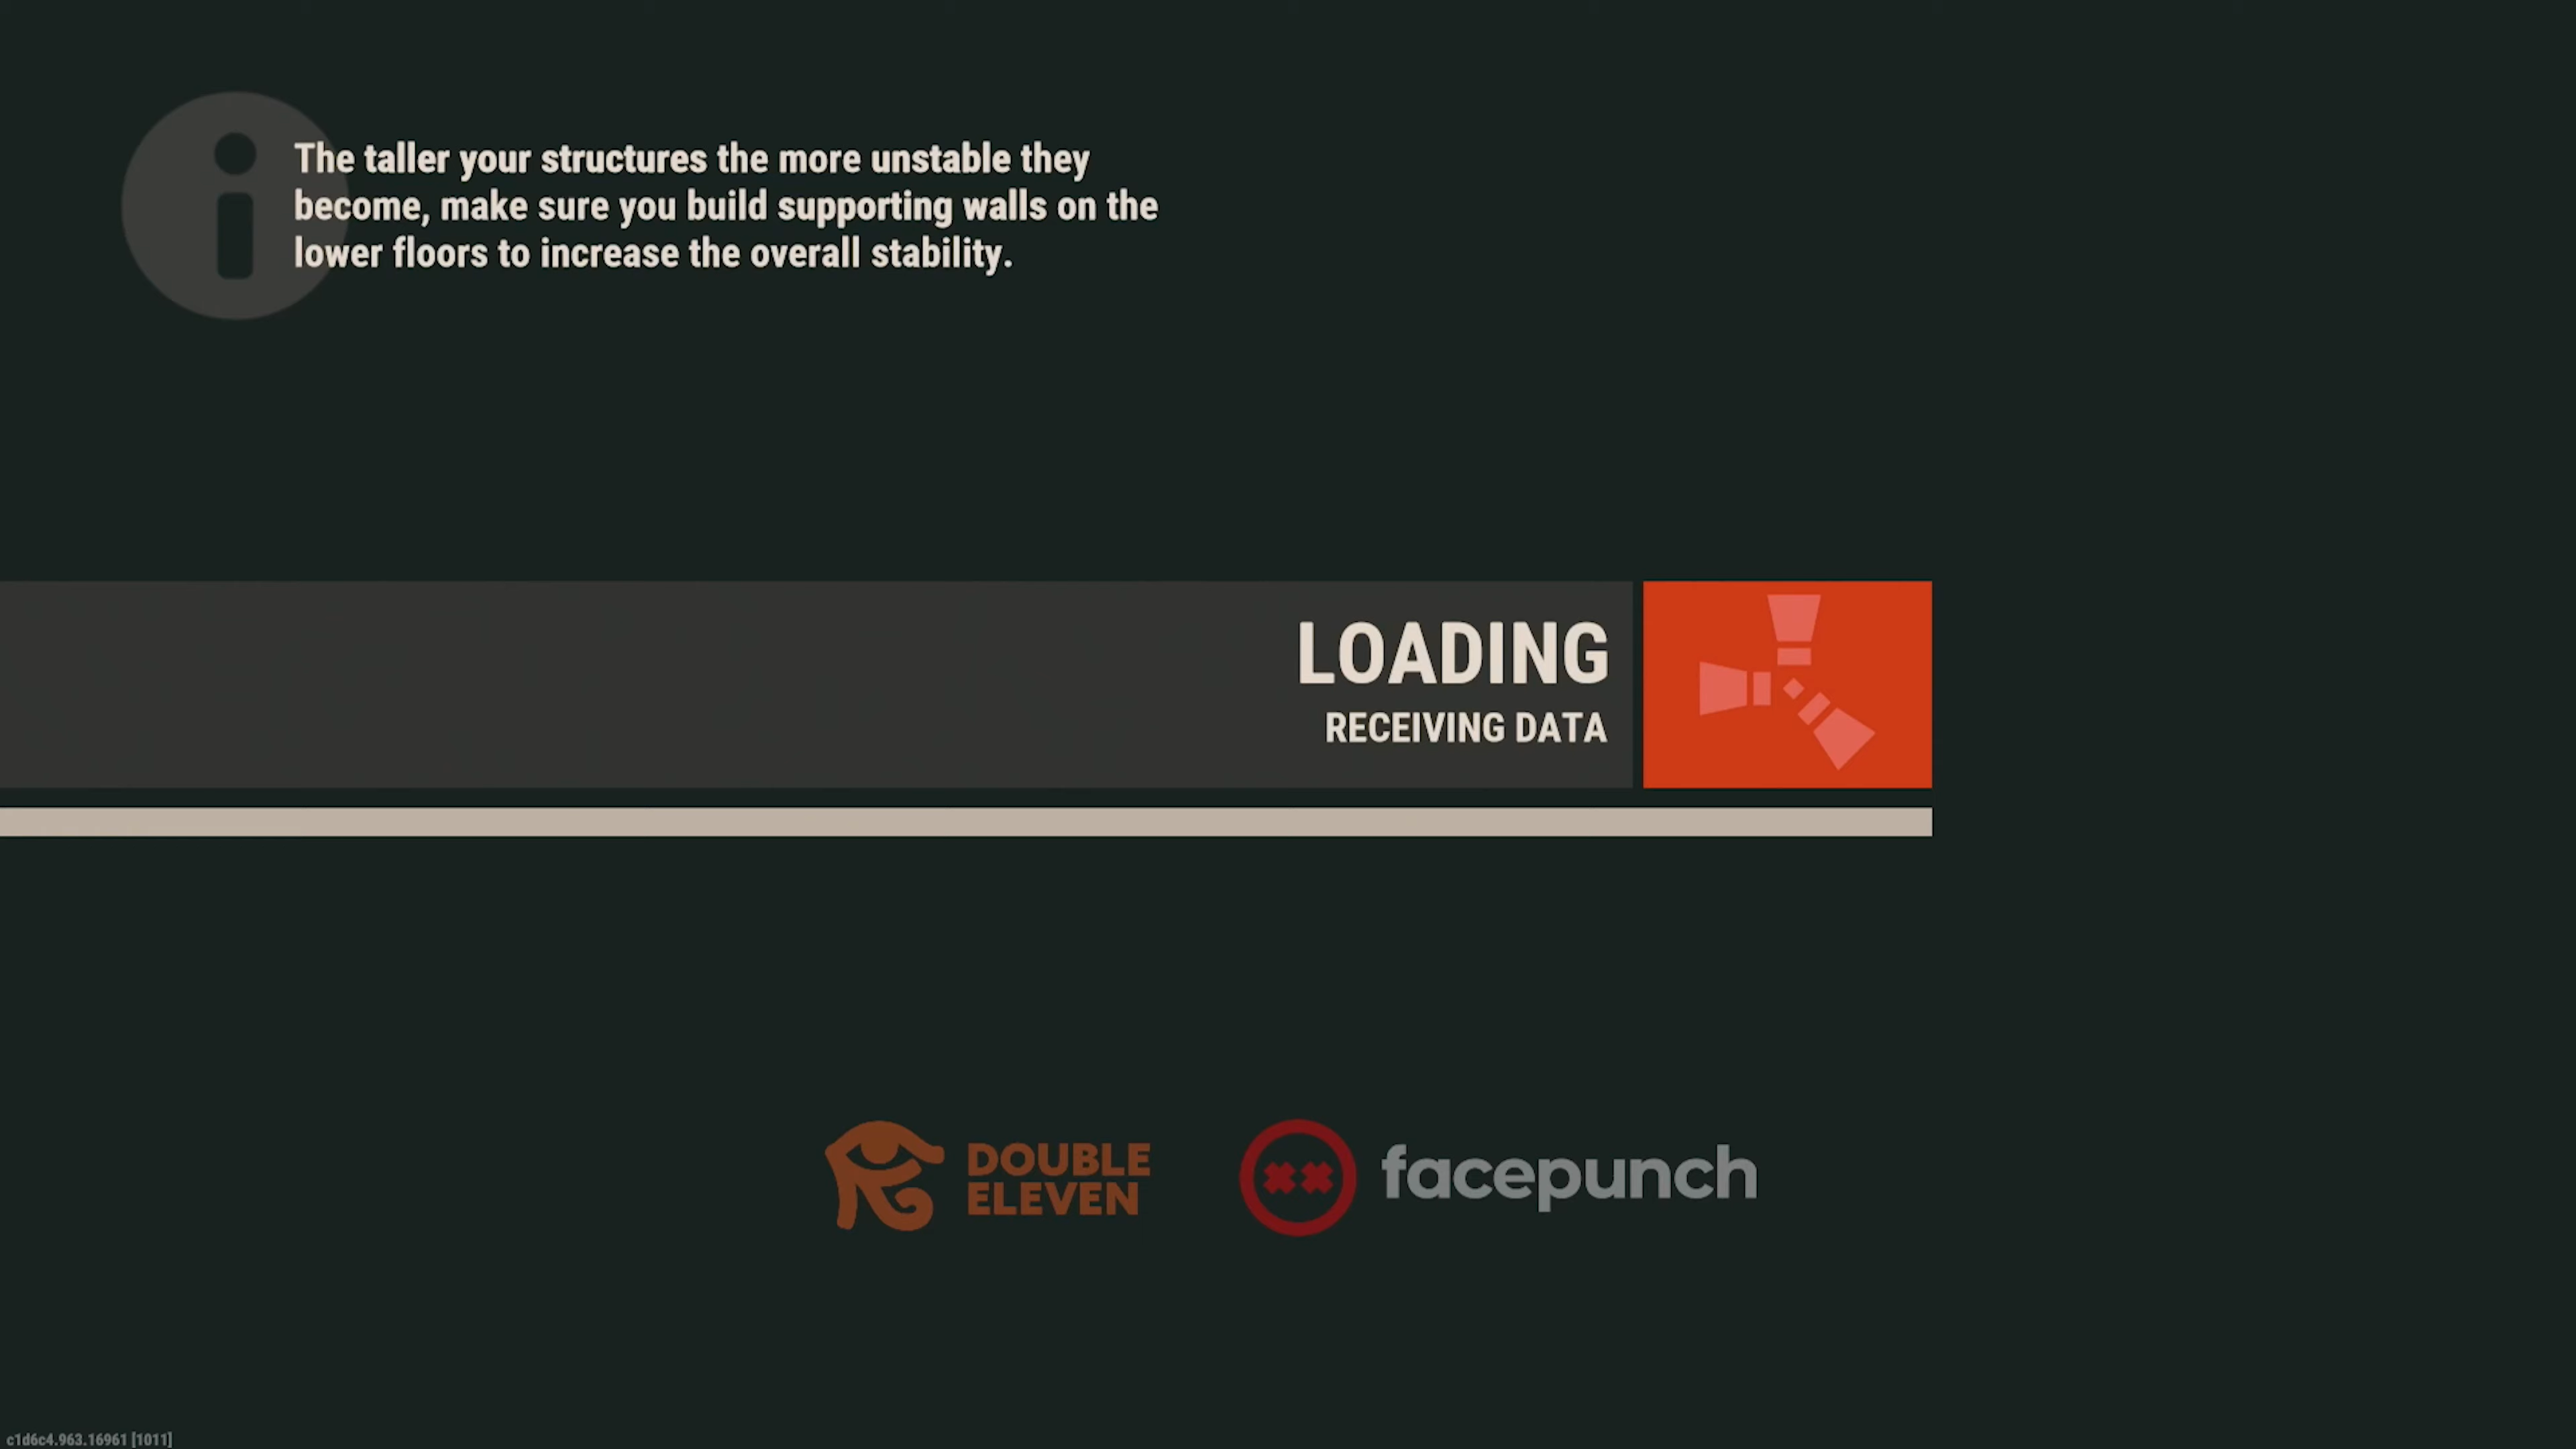 The taller your structures the more unstable they
become, make sure you build supporting walls on the
lower floors to increase the overall stability.
LOADING
RECEIVING DATA
DOUBLE
ELEVEN
facepunch
c1d6c4.963.16961 [1011]